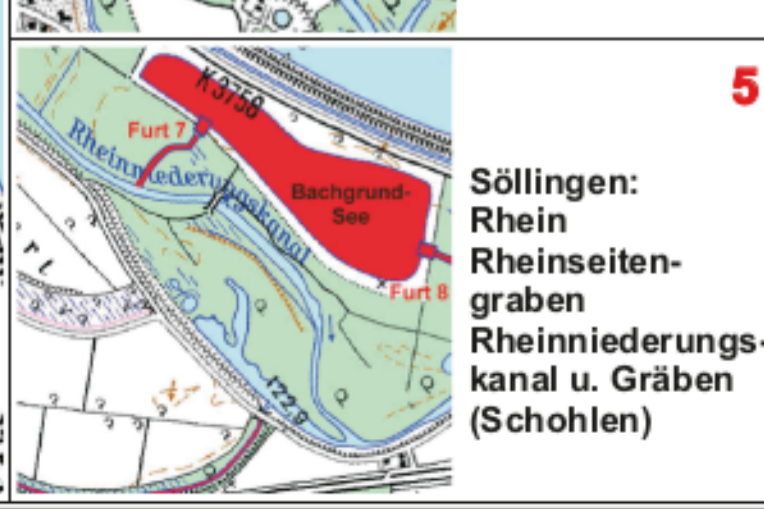 K 3758
Furt 7
Rheinniederungskanal
Bachgrund-
See
Furt 8
r t
122,9
5
Söllingen:
Rhein
Rheinseiten-
graben
Rheinniederungs-
kanal u. Gräben
(Schohlen)